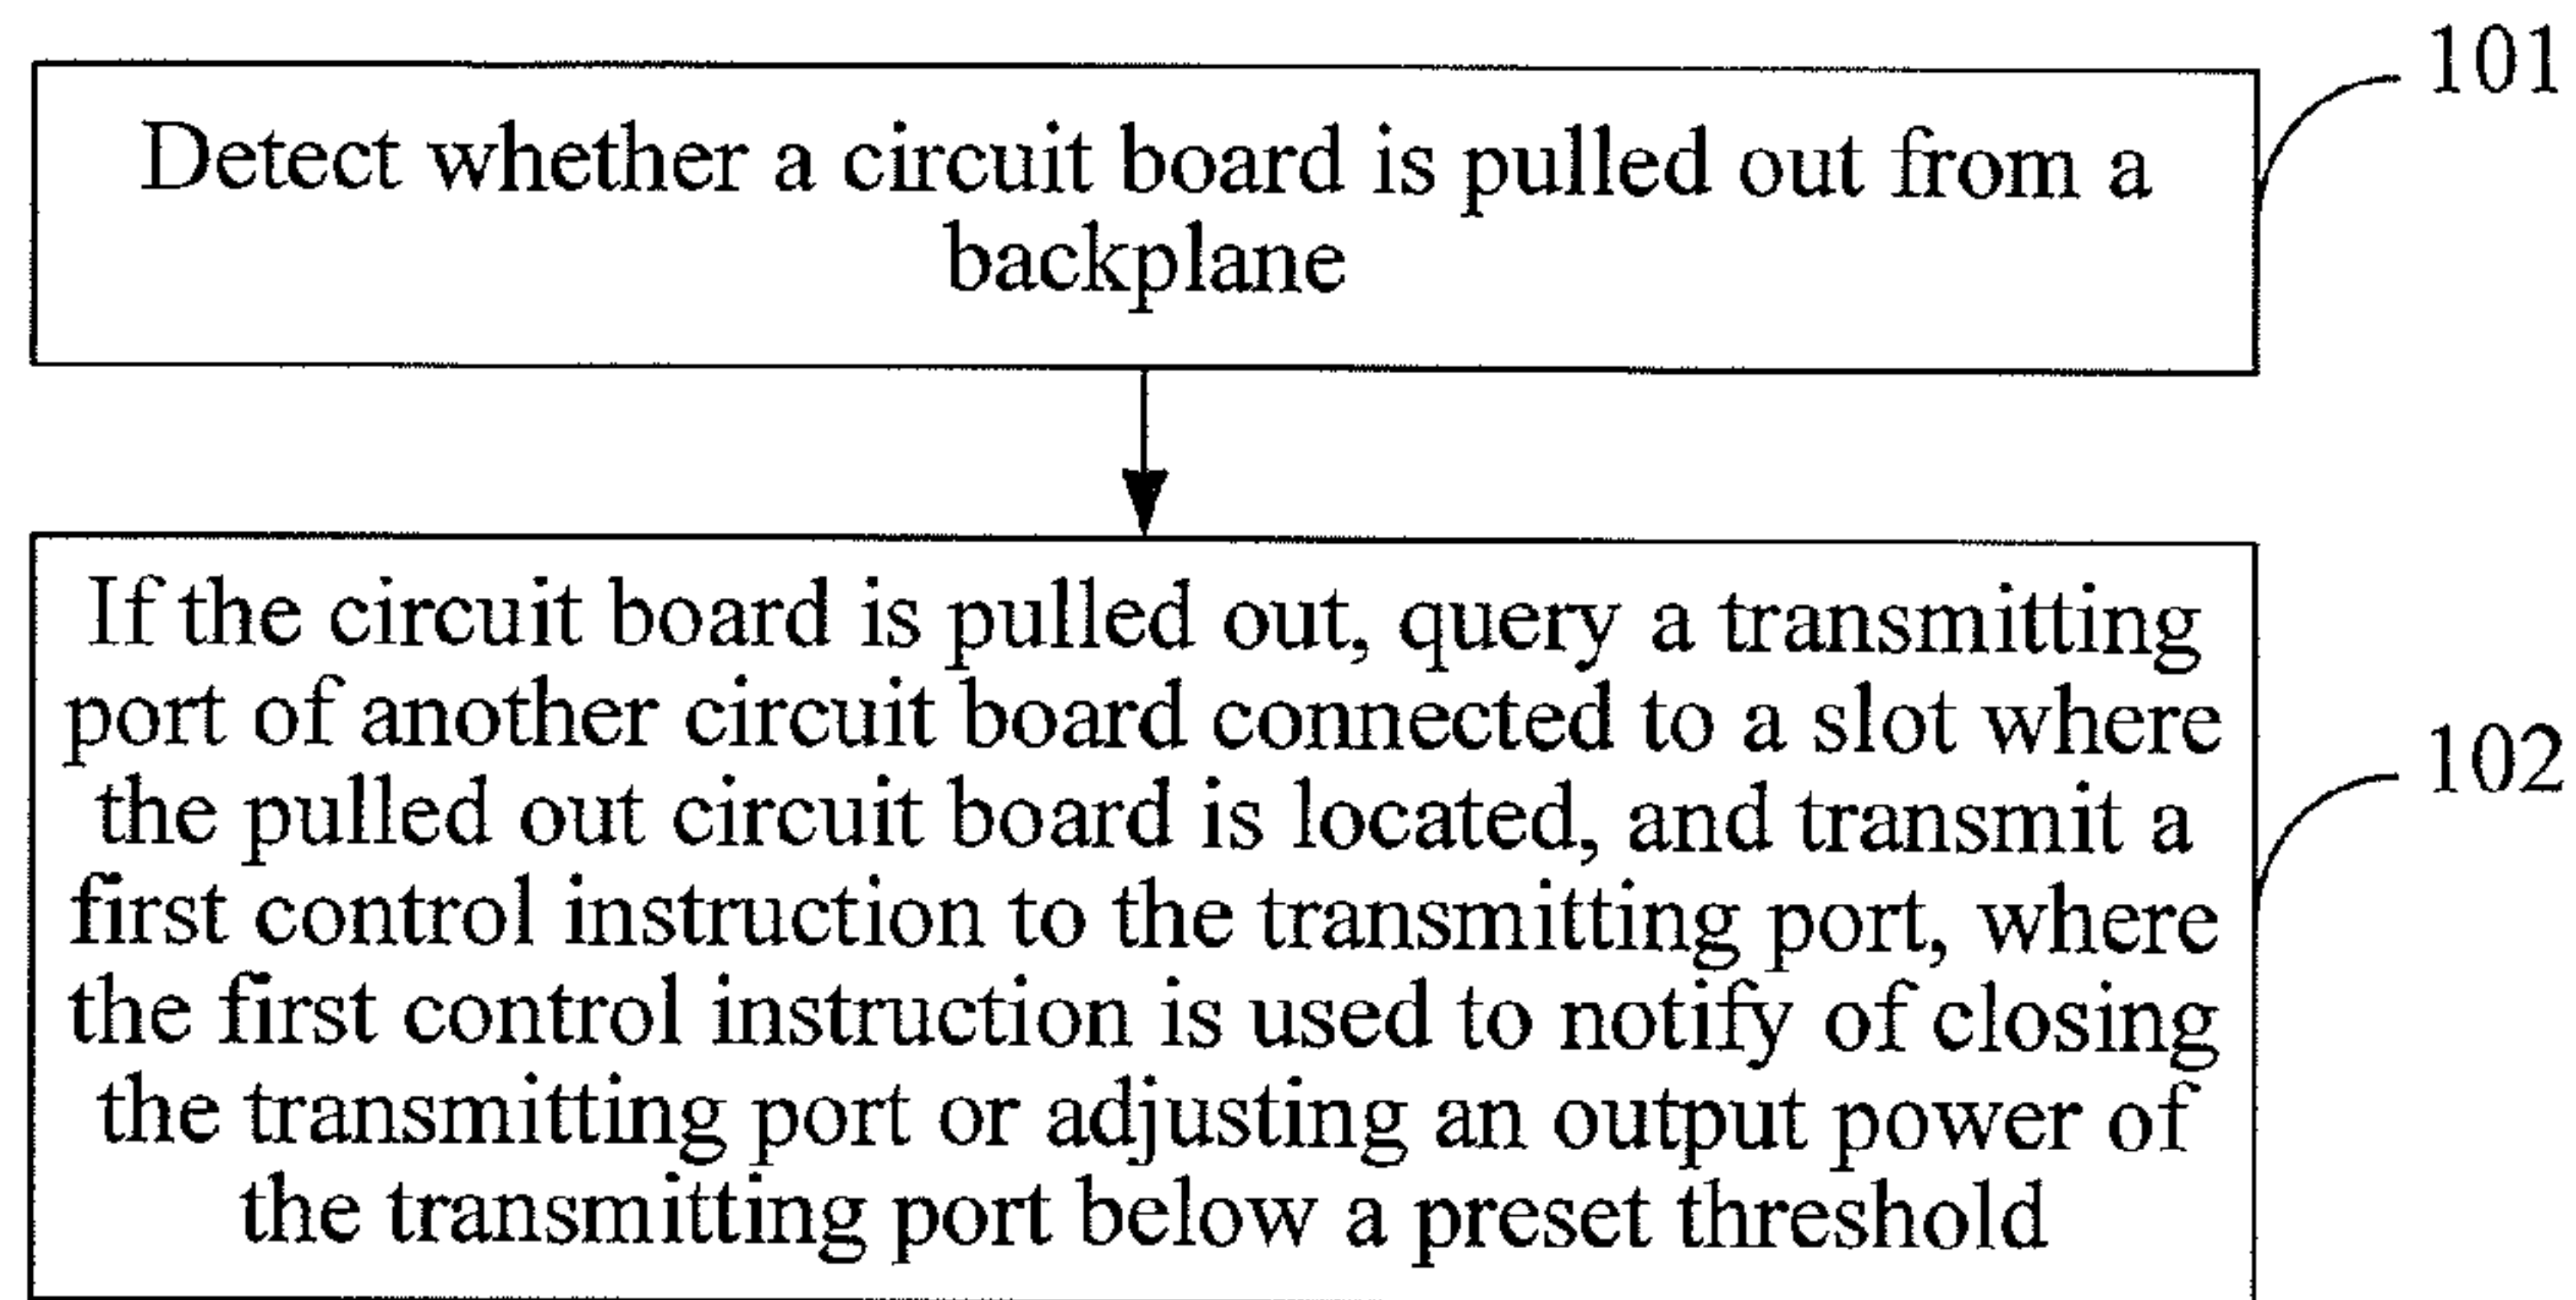 101
Detect whether a circuit board is pulled out from a
backplane
If the circuit board is pulled out, query a transmitting
port of another circuit board connected to a slot where
102
the pulled out circuit board is located, and transmit a
first control instruction to the transmitting port, where
the first control instruction is used to notify of closing
the transmitting port or adjusting an output power of
the transmitting port below a preset threshold